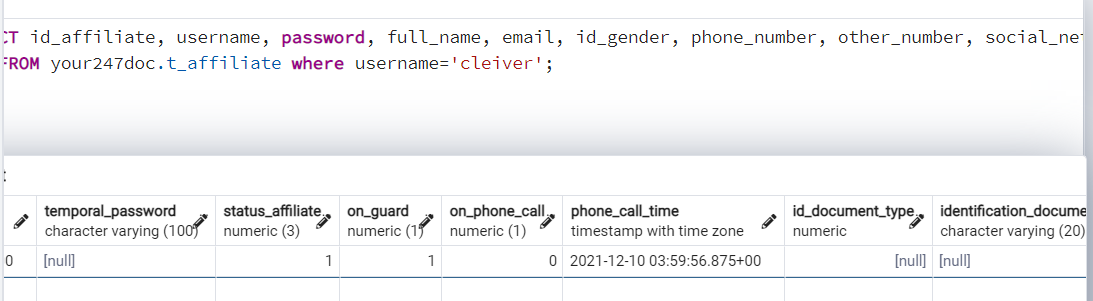 CT id_affiliate, username, password, full_name, email, id_gender, phone_number, other_number, social_net
FROM your247doc.t_affiliate where username='cleiver';
temporal_password status_affiliate on_guard on_phone_call phone_call_time id_document_type identification_docume
character varying (100) numeric (3) numeric (1) numeric (1) timestamp with time zone numeric character varying (20)
0 [null] 1 1 0 2021-12-10 03:59:56.875+00 [null] [null]